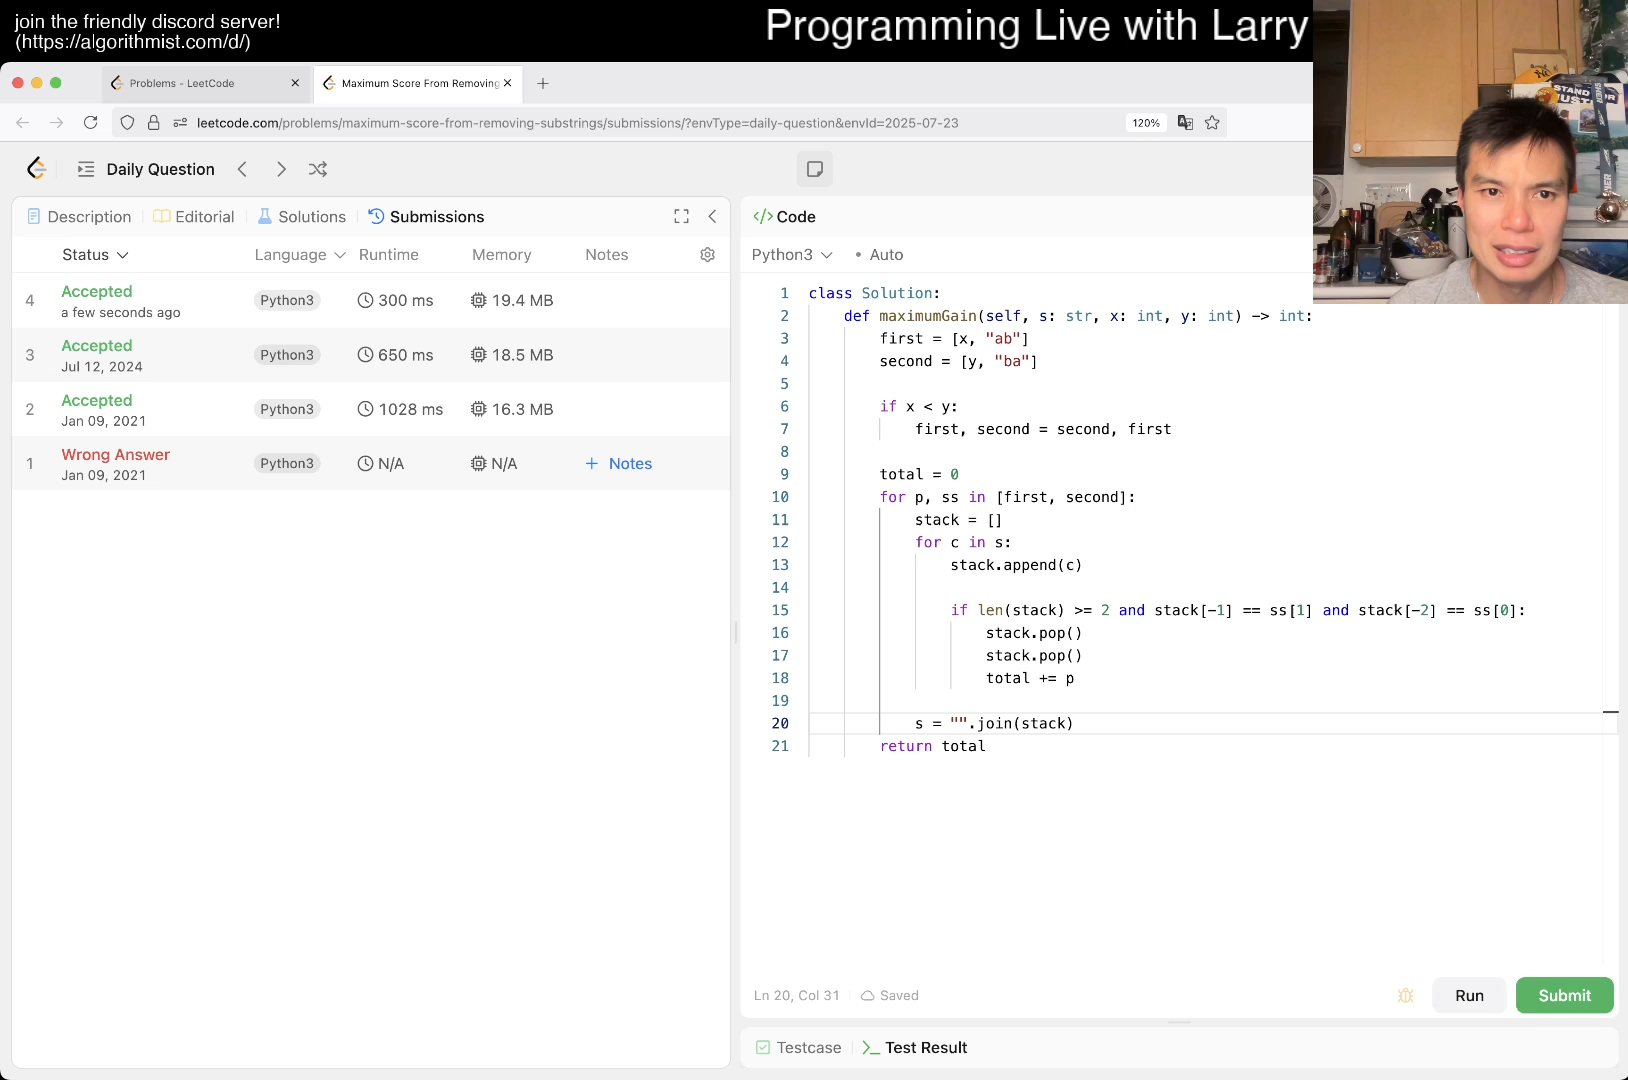 join the friendly discord server!
(https://algorithmist.com/d/)
Programming Live with Larry
Problems - LeetCode
Maximum Score From Removing
leetcode.com/problems/maximum-score-from-removing-substrings/submissions/?envType=daily-question&envId=2025-07-23
120%
Daily Question
Description
Editorial
Solutions
Submissions
Status
Language
Runtime
Memory
Notes
4
Accepted
a few seconds ago
Python3
300 ms
19.4 MB
3
Accepted
Jul 12, 2024
Python3
650 ms
18.5 MB
2
Accepted
Jan 09, 2021
Python3
1028 ms
16.3 MB
1
Wrong Answer
Jan 09, 2021
Python3
N/A
N/A
+ Notes
</> Code
Python3
• Auto
1 class Solution:
2 def maximumGain(self, s: str, x: int, y: int) -> int:
3 first = [x, "ab"]
4 second = [y, "ba"]
5
6 if x < y:
7 first, second = second, first
8
9 total = 0
10 for p, ss in [first, second]:
11 stack = []
12 for c in s:
13 stack.append(c)
14
15 if len(stack) >= 2 and stack[-1] == ss[1] and stack[-2] == ss[0]:
16 stack.pop()
17 stack.pop()
18 total += p
19
20 s = "".join(stack)
21 return total
Ln 20, Col 31
Saved
Run
Submit
Testcase
Test Result